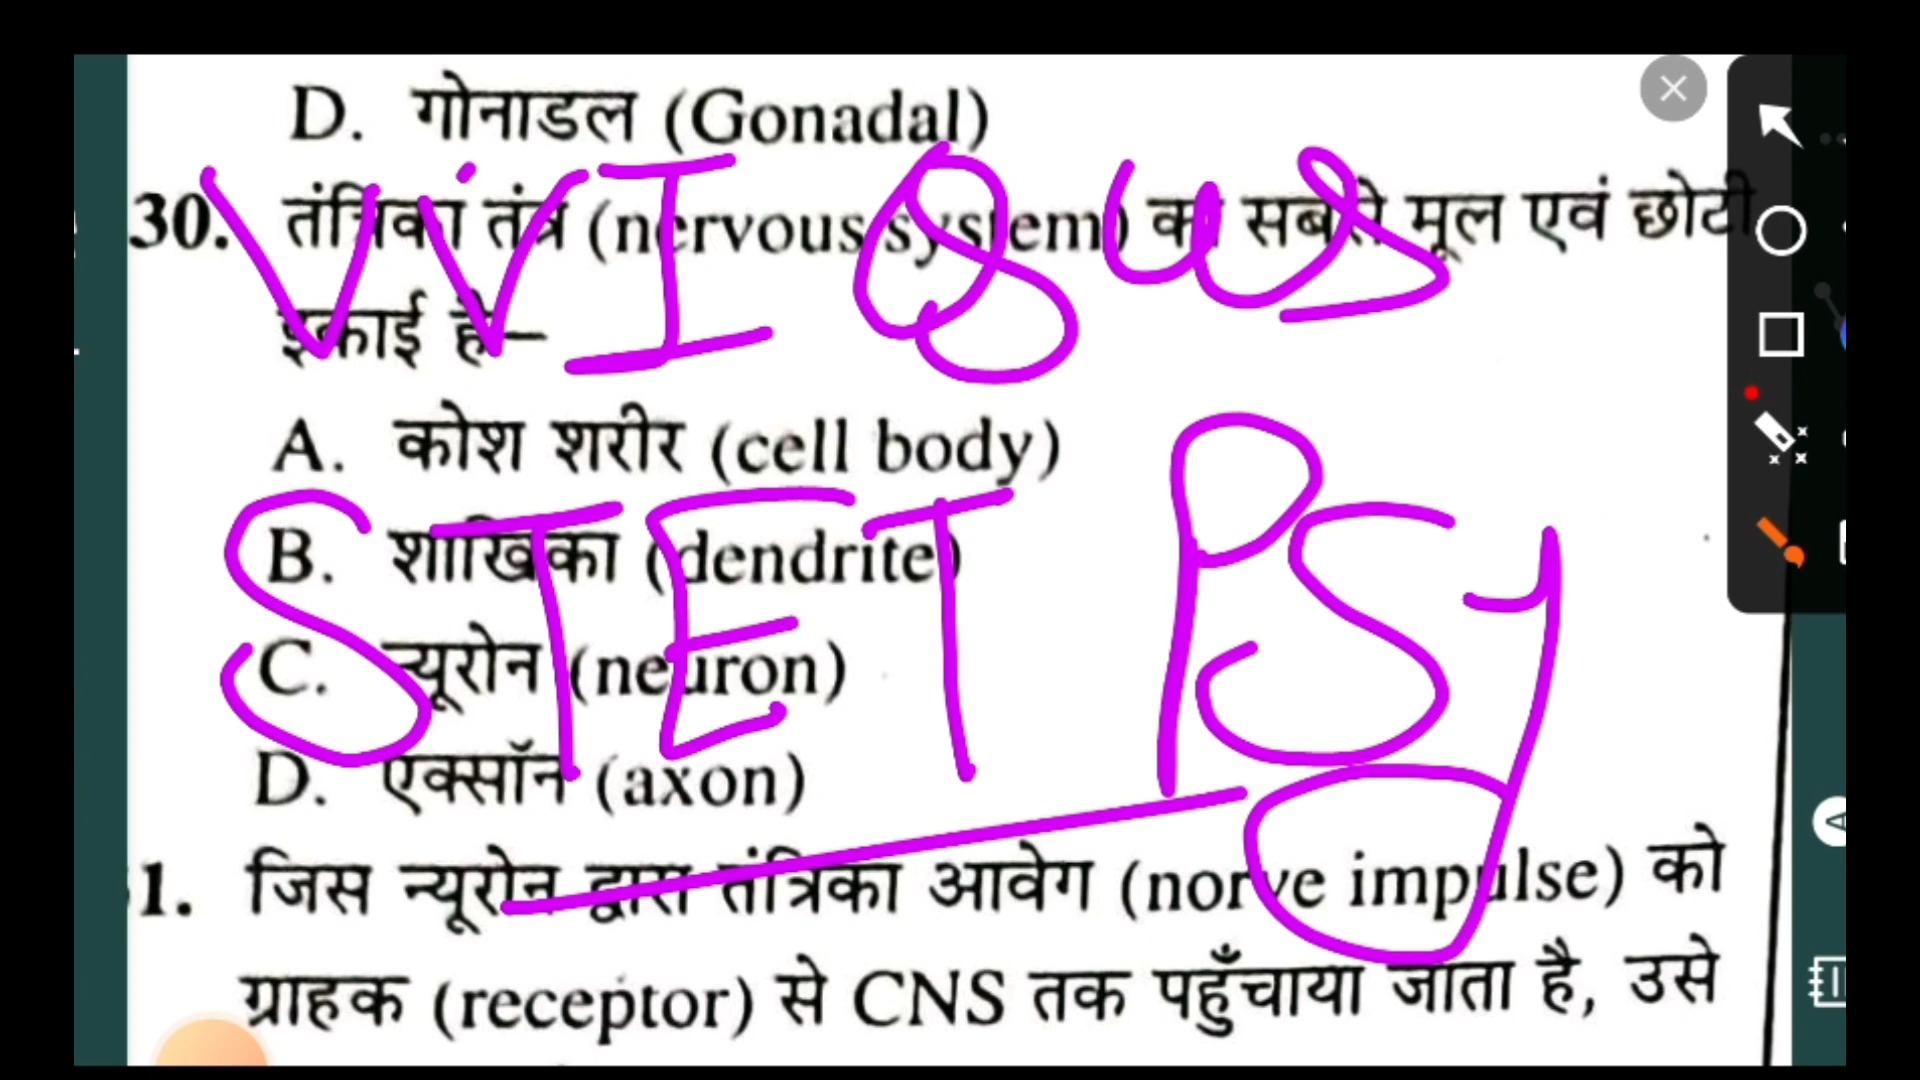 D. गोनाडल (Gonadal)
30. तंत्रिका तंत्र (nervous system) का सबसे मूल एवं छोटी
इकाई है–
VVI Qus
A. कोश शरीर (cell body)
B. शाखिका (dendrite)
C. न्यूरोन (neuron)
D. एक्सॉन (axon)
STET PSy
1. जिस न्यूरोन द्वारा तंत्रिका आवेग (norve impulse) को
ग्राहक (receptor) से CNS तक पहुँचाया जाता है, उसे